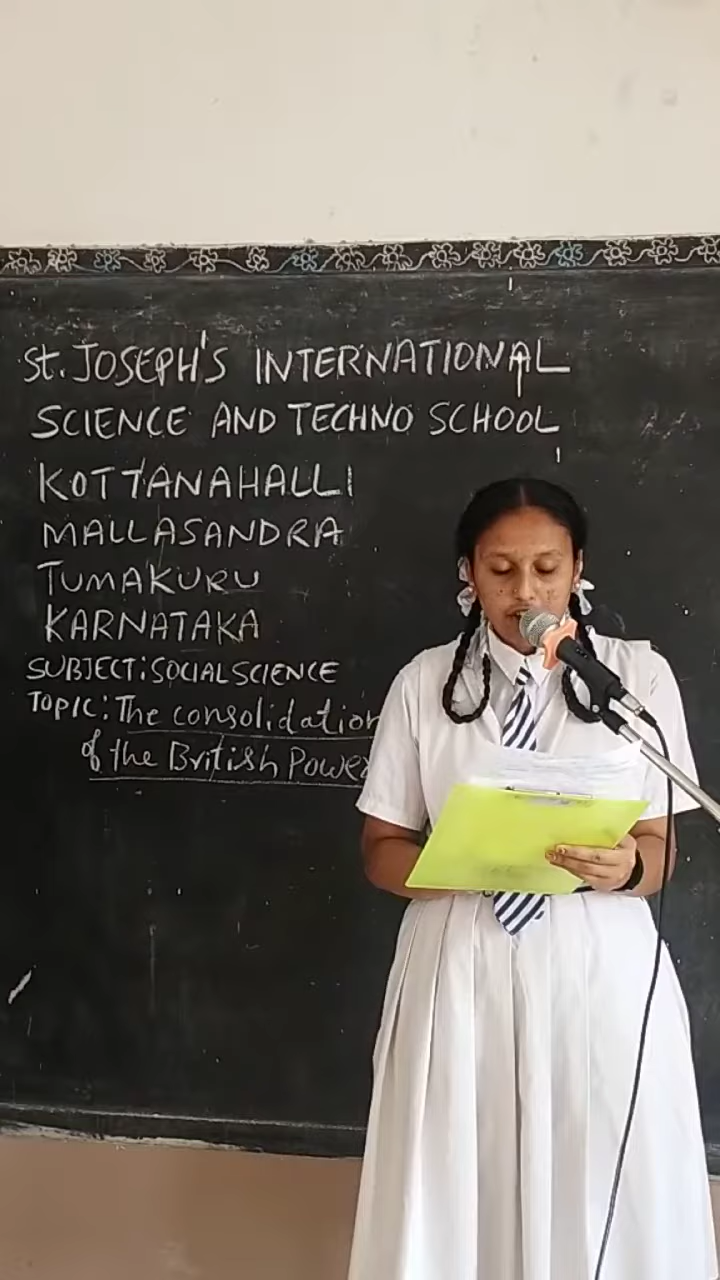 St. JOSEPH'S INTERNATIONAL
SCIENCE AND TECHNO SCHOOL
KOTTANAHALLI
MALLASANDRA
TUMAKURU
KARNATAKA
SUBJECT: SOCIAL SCIENCE
TOPIC: The consolidation
of the British Power